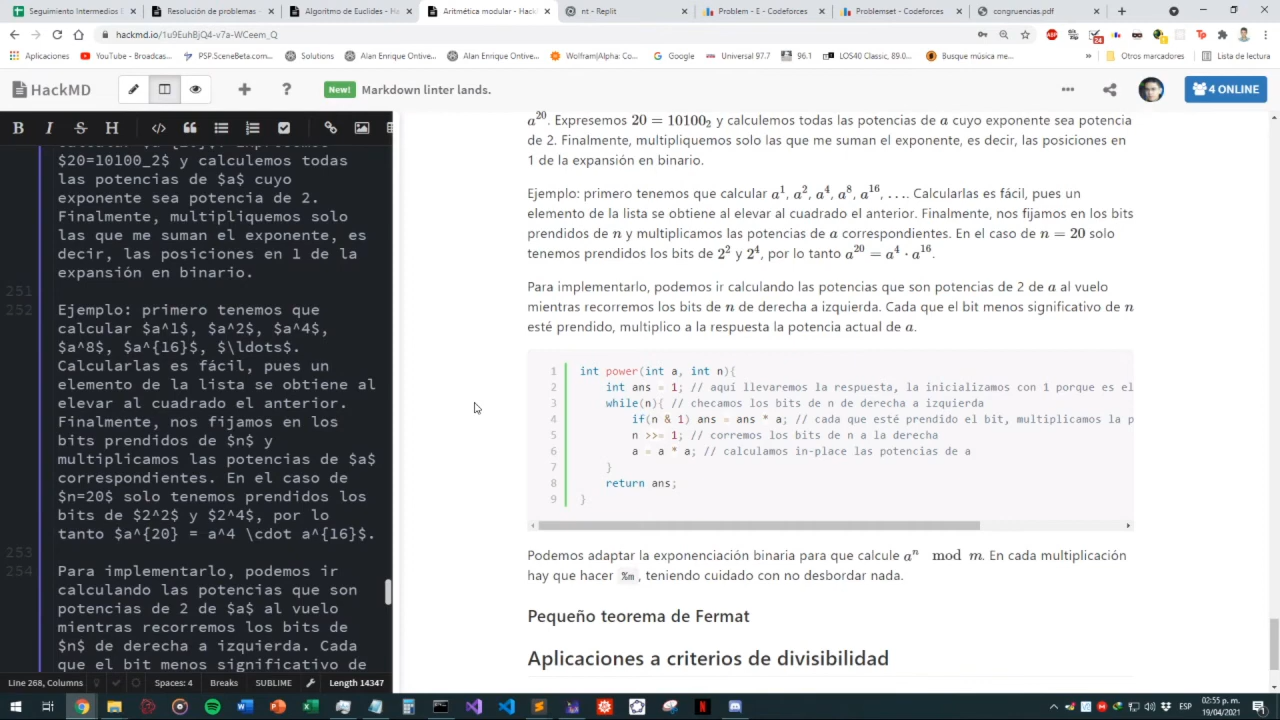 Seguimiento Intermedios E
Resolución de problemas -
Algoritmo de Euclides - Ha
Aritmética modular - Hack
nt - Replit
Problem - E - Codeforces
Problemset - Codeforces
congruencias.pdf
hackmd.io/1u9EuhBjQ4-v7a-WCeem_Q
Aplicaciones
YouTube - Broadcas...
PSP.SceneBeta.com...
Solutions
Alan Enrique Ontive...
Alan Enrique Ontive...
Wolfram|Alpha: Co...
Google
Universal 97.7
96.1
LOS40 Classic, 89.0...
Busque música me...
Otros marcadores
Lista de lectura
HackMD
New!
Markdown linter lands.
4 ONLINE
B I S H
$20=10100_2$ y calculemos todas
las potencias de $a$ cuyo
exponente sea potencia de 2.
Finalmente, multipliquemos solo
las que me suman el exponente, es
decir, las posiciones en 1 de la
expansión en binario.
251
252
Ejemplo: primero tenemos que
calcular $a^1$, $a^2$, $a^4$,
$a^8$, $a^{16}$, $\ldots$.
Calcularlas es fácil, pues un
elemento de la lista se obtiene al
elevar al cuadrado el anterior.
Finalmente, nos fijamos en los
bits prendidos de $n$ y
multiplicamos las potencias de $a$
correspondientes. En el caso de
$n=20$ solo tenemos prendidos los
bits de $2^2$ y $2^4$, por lo
tanto $a^{20} = a^4 \cdot a^{16}$.
253
254
Para implementarlo, podemos ir
calculando las potencias que son
potencias de 2 de $a$ al vuelo
mientras recorremos los bits de
$n$ de derecha a izquierda. Cada
que el bit menos significativo de
Line 268, Columns
Spaces: 4
Breaks
SUBLIME
Length 14347
a^20. Expresemos 20 = 10100₂ y calculemos todas las potencias de a cuyo exponente sea potencia
de 2. Finalmente, multipliquemos solo las que me suman el exponente, es decir, las posiciones en
1 de la expansión en binario.
Ejemplo: primero tenemos que calcular a^1, a^2, a^4, a^8, a^16, .... Calcularlas es fácil, pues un
elemento de la lista se obtiene al elevar al cuadrado el anterior. Finalmente, nos fijamos en los bits
prendidos de n y multiplicamos las potencias de a correspondientes. En el caso de n = 20 solo
tenemos prendidos los bits de 2^2 y 2^4, por lo tanto a^20 = a^4 · a^16.
Para implementarlo, podemos ir calculando las potencias que son potencias de 2 de a al vuelo
mientras recorremos los bits de n de derecha a izquierda. Cada que el bit menos significativo de n
esté prendido, multiplico a la respuesta la potencia actual de a.
1 int power(int a, int n){
2 int ans = 1; // aquí llevaremos la respuesta, la inicializamos con 1 porque es el
3 while(n){ // checamos los bits de n de derecha a izquierda
4 if(n & 1) ans = ans * a; // cada que esté prendido el bit, multiplicamos la p
5 n >>= 1; // corremos los bits de n a la derecha
6 a = a * a; // calculamos in-place las potencias de a
7 }
8 return ans;
9 }
Podemos adaptar la exponenciación binaria para que calcule a^n mod m. En cada multiplicación
hay que hacer %m, teniendo cuidado con no desbordar nada.
Pequeño teorema de Fermat
Aplicaciones a criterios de divisibilidad
ESP
02:55 p. m.
19/04/2021